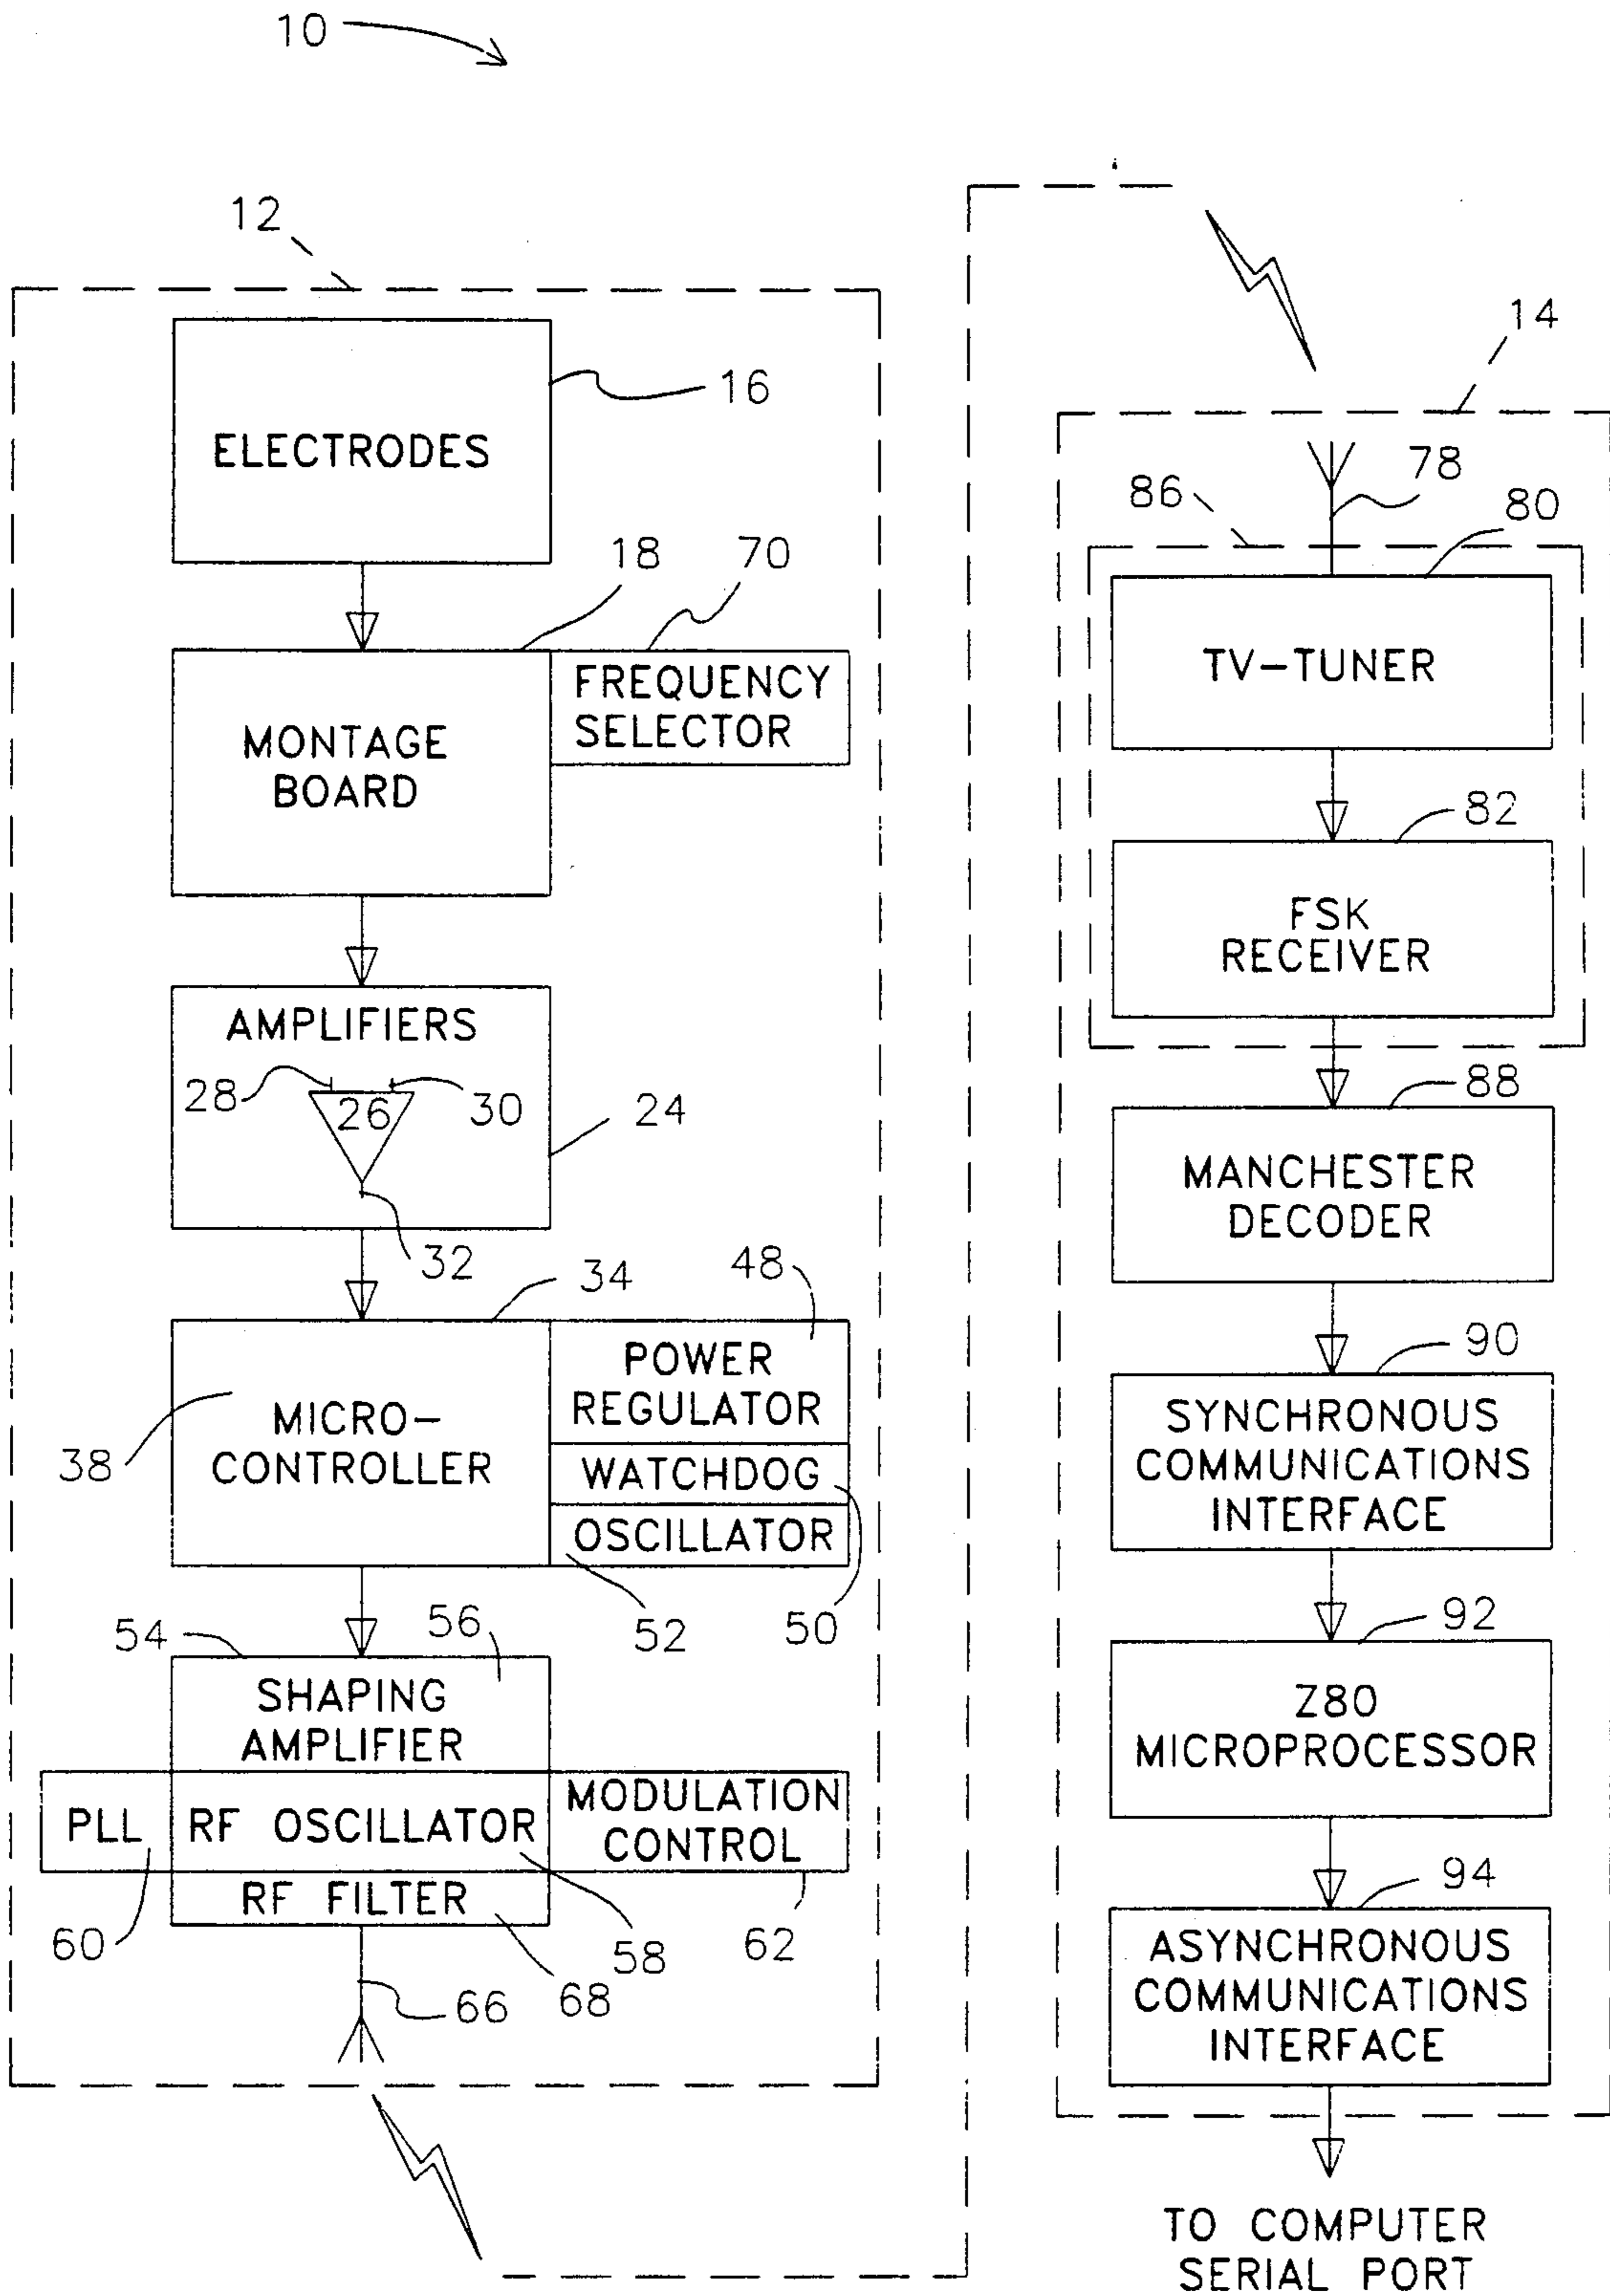 10
12
16
ELECTRODES
18
70
FREQUENCY
SELECTOR
MONTAGE
BOARD
AMPLIFIERS
28
26
30
24
32
34
48
POWER
REGULATOR
MICRO-
CONTROLLER
38
WATCHDOG
OSCILLATOR
52
50
54
56
SHAPING
AMPLIFIER
PLL
RF OSCILLATOR
MODULATION
CONTROL
RF FILTER
60
58
62
66
68
14
78
86
80
TV-TUNER
82
FSK
RECEIVER
88
MANCHESTER
DECODER
90
SYNCHRONOUS
COMMUNICATIONS
INTERFACE
92
Z80
MICROPROCESSOR
94
ASYNCHRONOUS
COMMUNICATIONS
INTERFACE
TO COMPUTER
SERIAL PORT